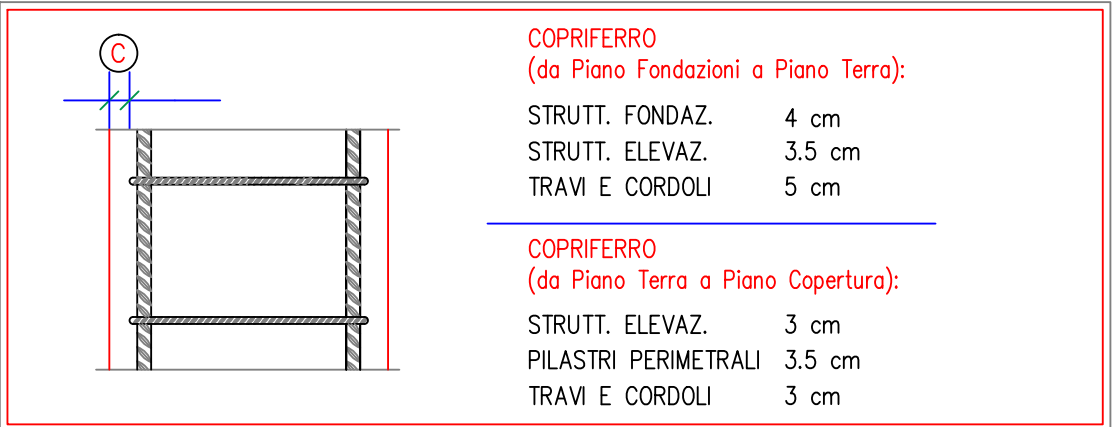 C
COPRIFERRO
(da Piano Fondazioni a Piano Terra):
STRUTT. FONDAZ. 4 cm
STRUTT. ELEVAZ. 3.5 cm
TRAVI E CORDOLI 5 cm
COPRIFERRO
(da Piano Terra a Piano Copertura):
STRUTT. ELEVAZ. 3 cm
PILASTRI PERIMETRALI 3.5 cm
TRAVI E CORDOLI 3 cm